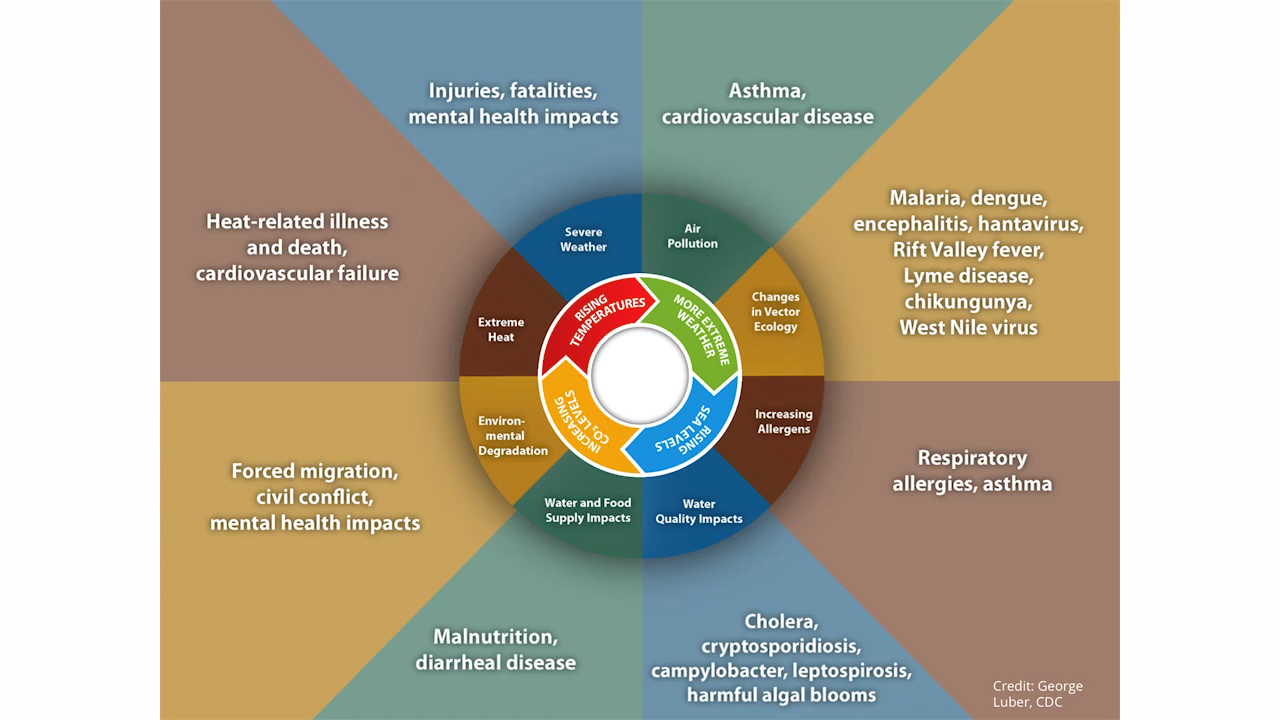 Injuries, fatalities,
mental health impacts
Asthma,
cardiovascular disease
Malaria, dengue,
encephalitis, hantavirus,
Rift Valley fever,
Lyme disease,
chikungunya,
West Nile virus
Respiratory
allergies, asthma
Cholera,
cryptosporidiosis,
campylobacter, leptospirosis,
harmful algal blooms
Malnutrition,
diarrheal disease
Forced migration,
civil conflict,
mental health impacts
Heat-related illness
and death,
cardiovascular failure
Severe
Weather
Air
Pollution
Changes
in Vector
Ecology
Increasing
Allergens
Water
Quality Impacts
Water and Food
Supply Impacts
Environ-
mental
Degradation
Extreme
Heat
RISING
TEMPERATURES
MORE EXTREME
WEATHER
RISING
SEA LEVELS
INCREASING
CO₂ LEVELS
Credit: George
Luber, CDC